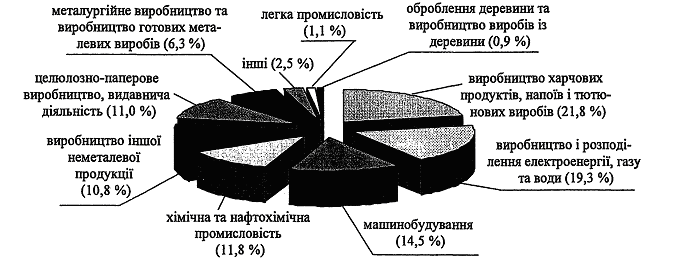 металургійне виробництво та
виробництво готових мета-
левих виробів (6,3 %)
легка промисловість
(1,1 %)
оброблення деревини та
виробництво виробів із
деревини (0,9 %)
інші (2,5 %)
целюлозно-паперове
виробництво, видавнича
діяльність (11,0 %)
виробництво харчових
продуктів, напоїв і тютю-
нових виробів (21,8 %)
виробництво іншої
неметалевої
продукції
(10,8 %)
виробництво і розподі-
лення електроенергії, газу
та води (19,3 %)
хімічна та нафтохімічна
промисловість
(11,8 %)
машинобудування
(14,5 %)